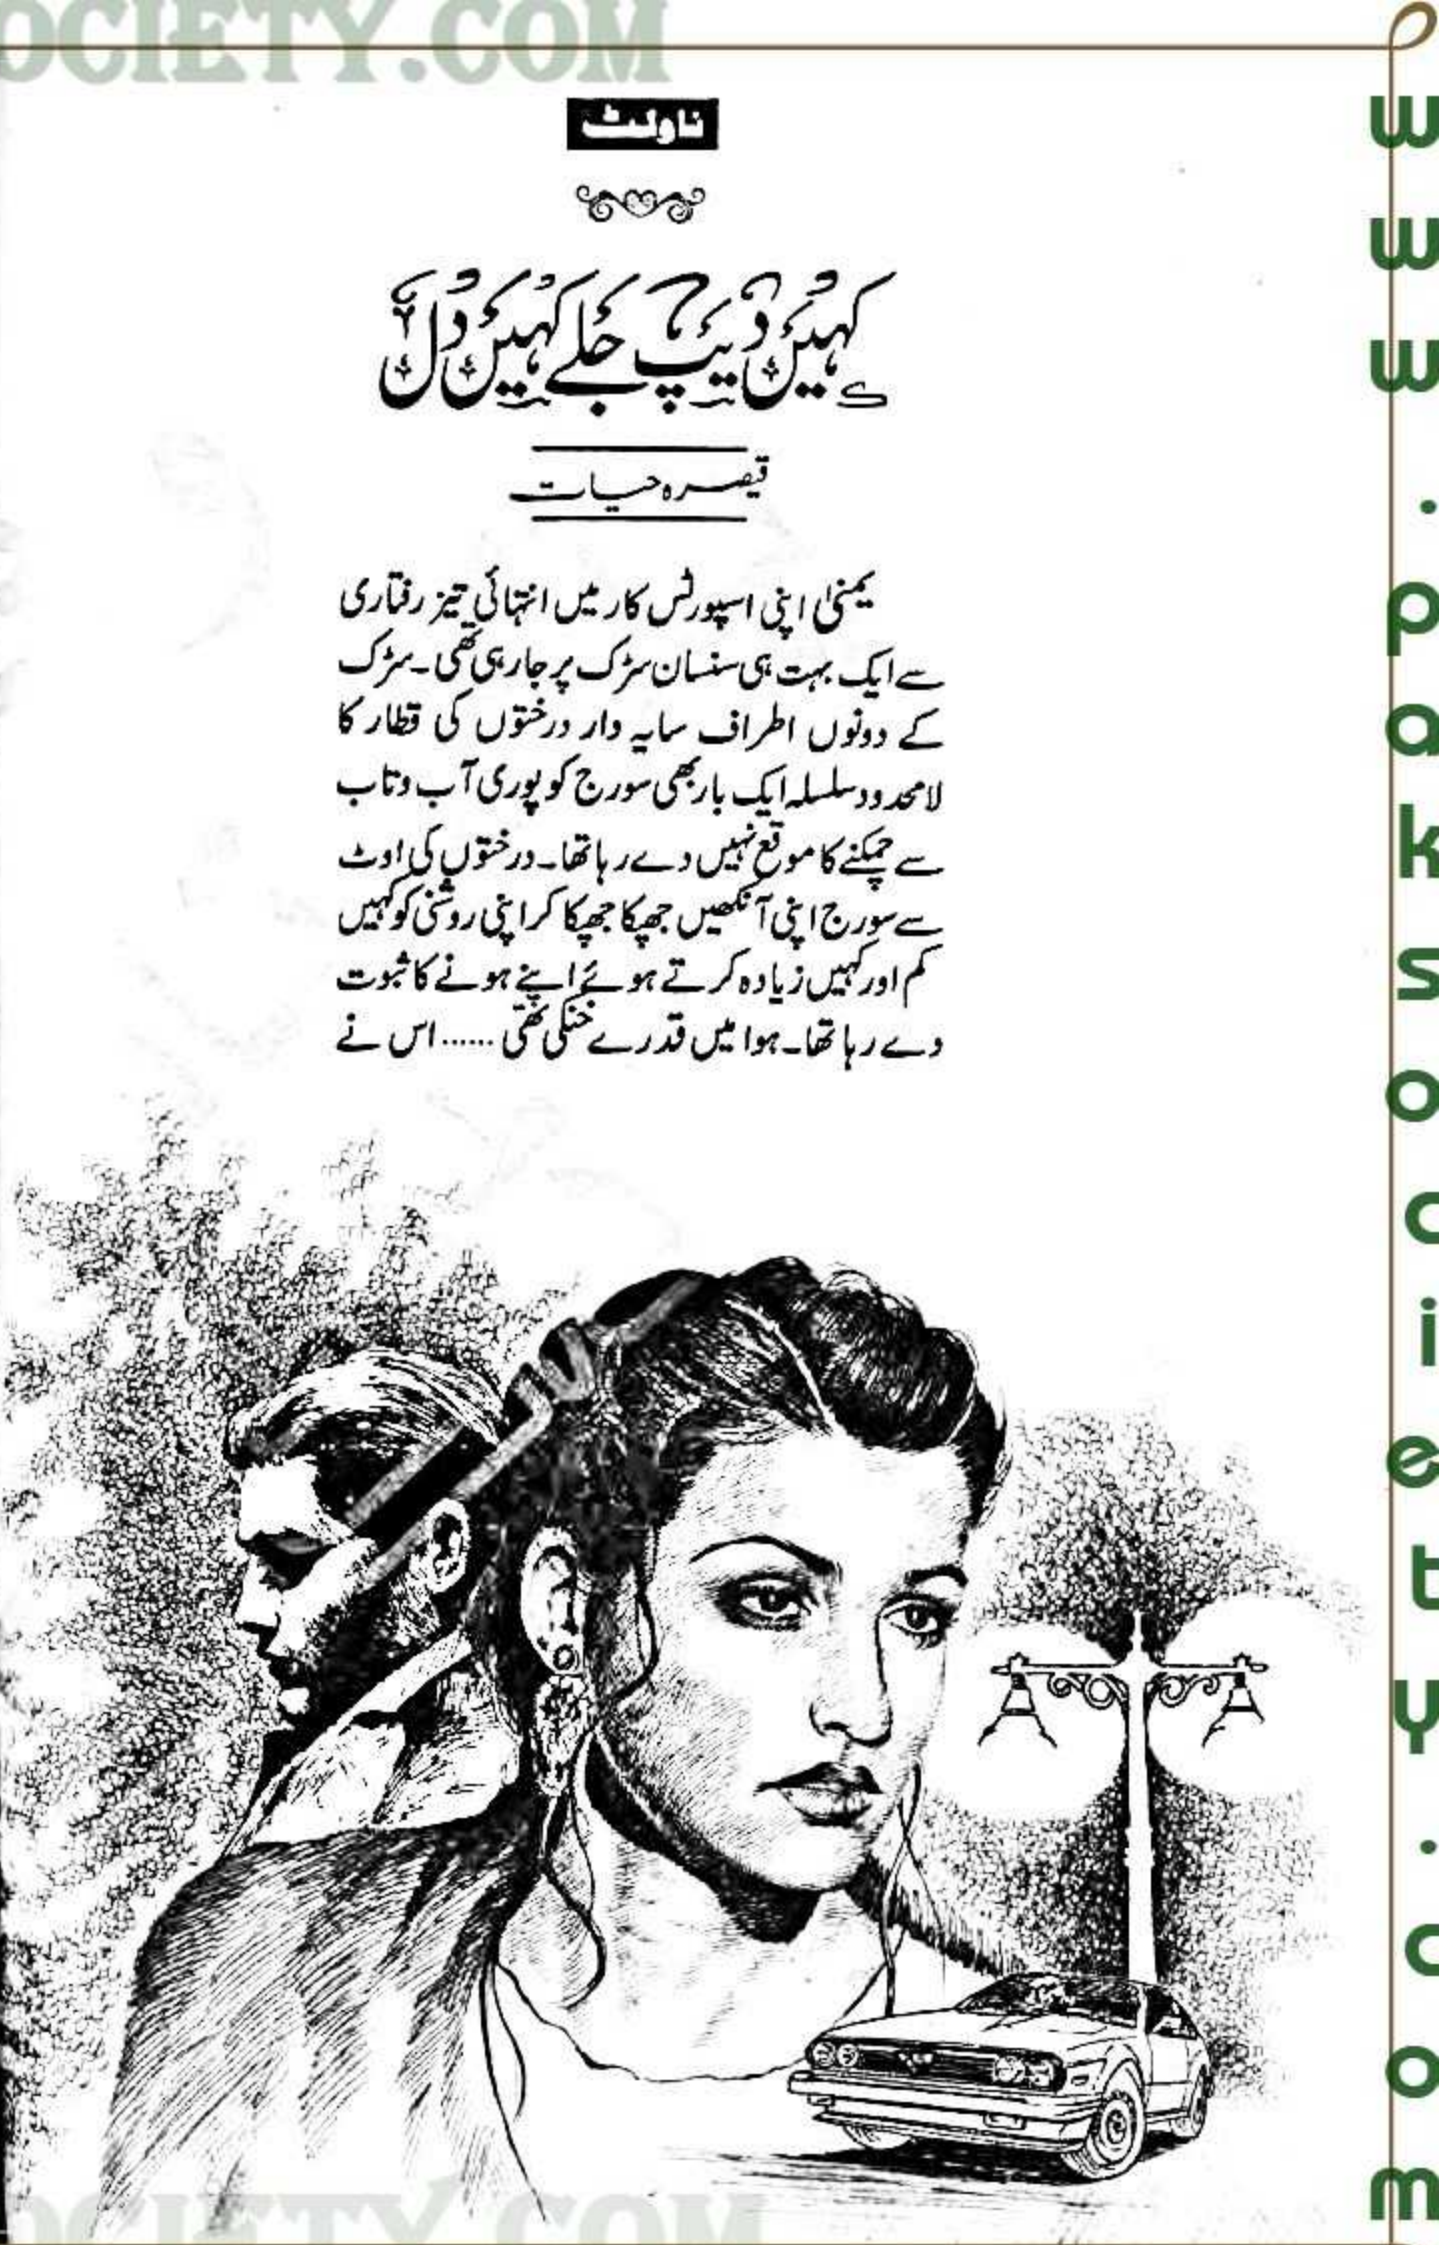 OCIETY.COM
ناولٹ
کہیں دیپ جلے کہیں دل
قیصرہ حیات
یمنیٰ اپنی اسپورٹس کار میں انتہائی تیز رفتاری
سے ایک بہت ہی سنسان سڑک پر جا رہی تھی۔ سڑک
کے دونوں اطراف سایہ دار درختوں کی قطار کا
لامحدود سلسلہ ایک بار بھی سورج کو پوری آب و تاب
سے چمکنے کا موقع نہیں دے رہا تھا۔ درختوں کی اوٹ
سے سورج اپنی آنکھیں جھپکا جھپکا کر اپنی روشنی کو کہیں
کم اور کہیں زیادہ کرتے ہوئے اپنے ہونے کا ثبوت
دے رہا تھا۔ ہوا میں قدرے خنکی تھی ...... اس نے
www.paksociety.com
OCIETY.COM